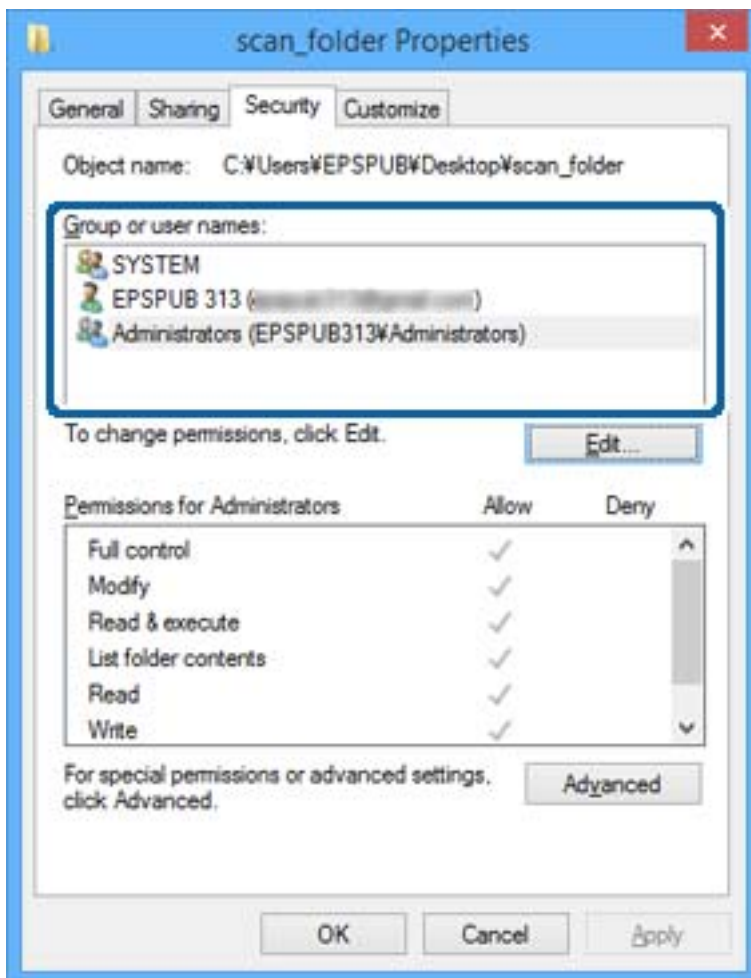 scan_folder Properties
General Sharing Security Customize
Object name: C:¥Users¥EPSPUB¥Desktop¥scan_folder
Group or user names:
SYSTEM
EPSPUB 313 ( )
Administrators (EPSPUB313¥Administrators)
To change permissions, click Edit.
Edit...
Permissions for Administrators Allow Deny
Full control
Modify
Read & execute
List folder contents
Read
Write
For special permissions or advanced settings,
click Advanced.
Advanced
OK Cancel Apply